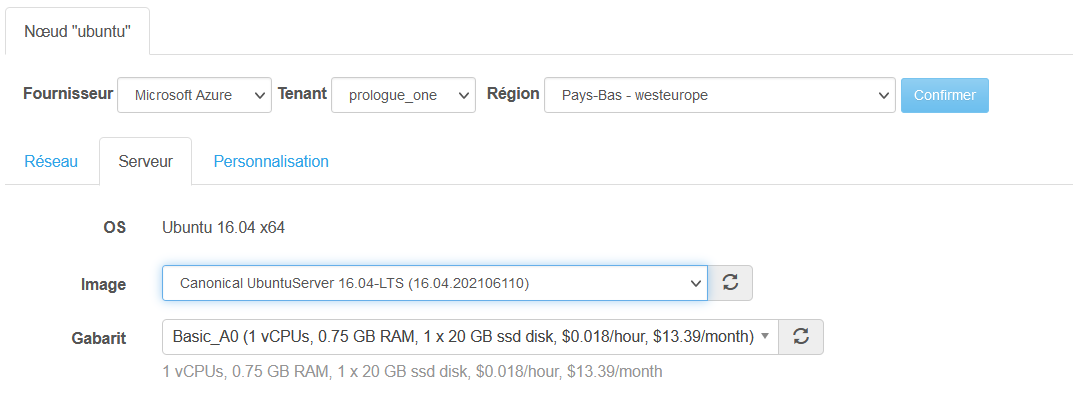 Nœud "ubuntu"
Fournisseur Microsoft Azure Tenant prologue_one Région Pays-Bas - westeurope Confirmer
Réseau Serveur Personnalisation
OS Ubuntu 16.04 x64
Image Canonical UbuntuServer 16.04-LTS (16.04.202106110)
Gabarit Basic_A0 (1 vCPUs, 0.75 GB RAM, 1 x 20 GB ssd disk, $0.018/hour, $13.39/month)
1 vCPUs, 0.75 GB RAM, 1 x 20 GB ssd disk, $0.018/hour, $13.39/month